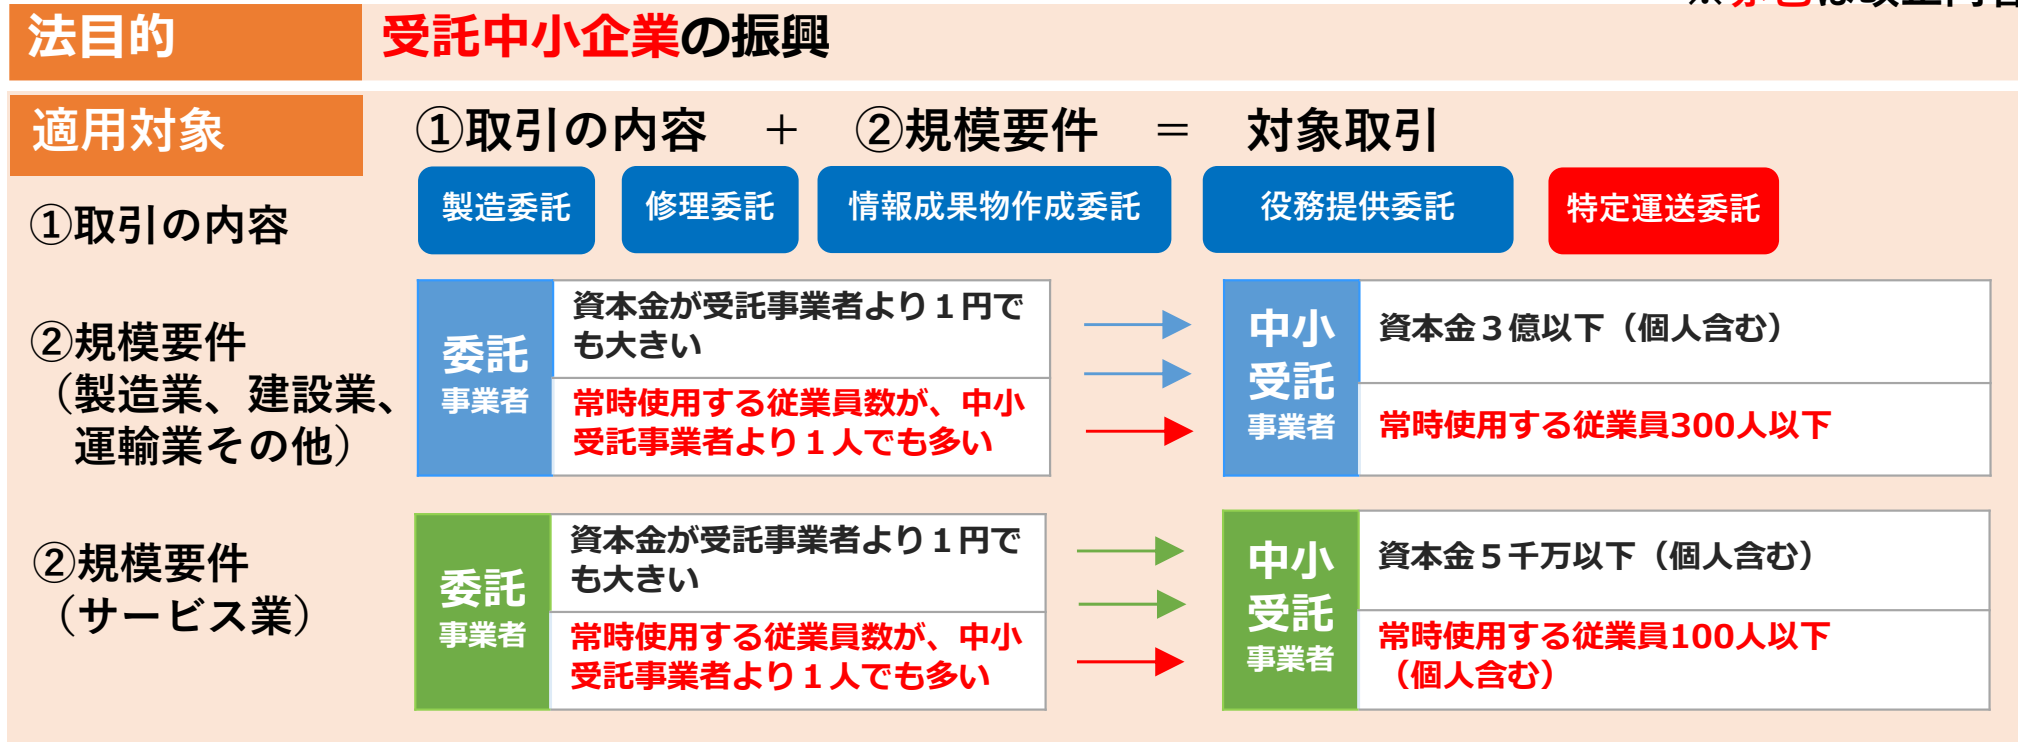 法目的
受託中小企業の振興
適用対象
①取引の内容 + ②規模要件 = 対象取引
①取引の内容
製造委託
修理委託
情報成果物作成委託
役務提供委託
特定運送委託
②規模要件
（製造業、建設業、
運輸業その他）
委託
事業者
資本金が受託事業者より１円で
も大きい
常時使用する従業員数が、中小
受託事業者より１人でも多い
中小
受託
事業者
資本金３億以下（個人含む）
常時使用する従業員300人以下
②規模要件
（サービス業）
委託
事業者
資本金が受託事業者より１円で
も大きい
常時使用する従業員数が、中小
受託事業者より１人でも多い
中小
受託
事業者
資本金５千万以下（個人含む）
常時使用する従業員100人以下
（個人含む）